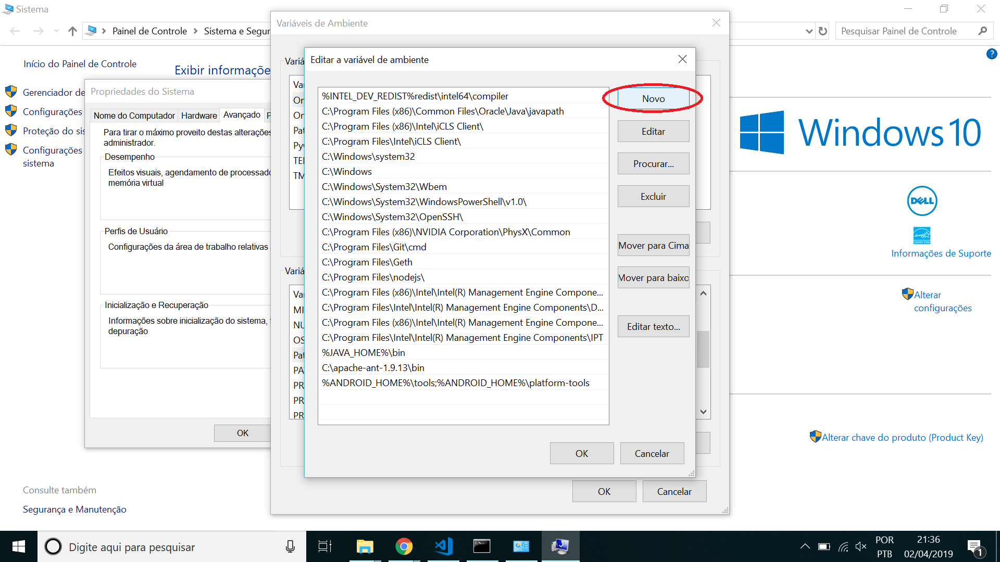 Sistema
Painel de Controle
Sistema e Segur
Pesquisar Painel de Controle
Início do Painel de Controle
Exibir informaçõe
Gerenciador de
Configurações
Proteção do sis
Configurações
sistema
Propriedades do Sistema
Nome do Computador
Hardware
Avançado
Para tirar o máximo proveito destas alterações
administrador.
Desempenho
Efeitos visuais, agendamento de processado
memória virtual
Perfis de Usuário
Configurações da área de trabalho relativas
Inicialização e Recuperação
Informações sobre inicialização do sistema,
depuração
OK
Consulte também
Segurança e Manutenção
Variáveis de Ambiente
Variá
Va
On
On
Pat
PyC
TEI
TM
Variá
Va
MI
NU
OS
Pat
PA
PR
PR
PR
Editar a variável de ambiente
%INTEL_DEV_REDIST%redist\intel64\compiler
C:\Program Files (x86)\Common Files\Oracle\Java\javapath
C:\Program Files (x86)\Intel\iCLS Client\
C:\Program Files\Intel\iCLS Client\
C:\Windows\system32
C:\Windows
C:\Windows\System32\Wbem
C:\Windows\System32\WindowsPowerShell\v1.0\
C:\Windows\System32\OpenSSH\
C:\Program Files (x86)\NVIDIA Corporation\PhysX\Common
C:\Program Files\Git\cmd
C:\Program Files\Geth
C:\Program Files\nodejs\
C:\Program Files (x86)\Intel\Intel(R) Management Engine Compone...
C:\Program Files\Intel\Intel(R) Management Engine Components\D...
C:\Program Files (x86)\Intel\Intel(R) Management Engine Compone...
C:\Program Files\Intel\Intel(R) Management Engine Components\IPT
%JAVA_HOME%\bin
C:\apache-ant-1.9.13\bin
%ANDROID_HOME%\tools;%ANDROID_HOME%\platform-tools
Novo
Editar
Procurar...
Excluir
Mover para Cima
Mover para baixo
Editar texto...
OK
Cancelar
OK
Cancelar
?
Windows 10
DELL
ENERGY STAR
Informações de Suporte
Alterar
configurações
Alterar chave do produto (Product Key)
Digite aqui para pesquisar
POR
PTB
21:36
02/04/2019
1